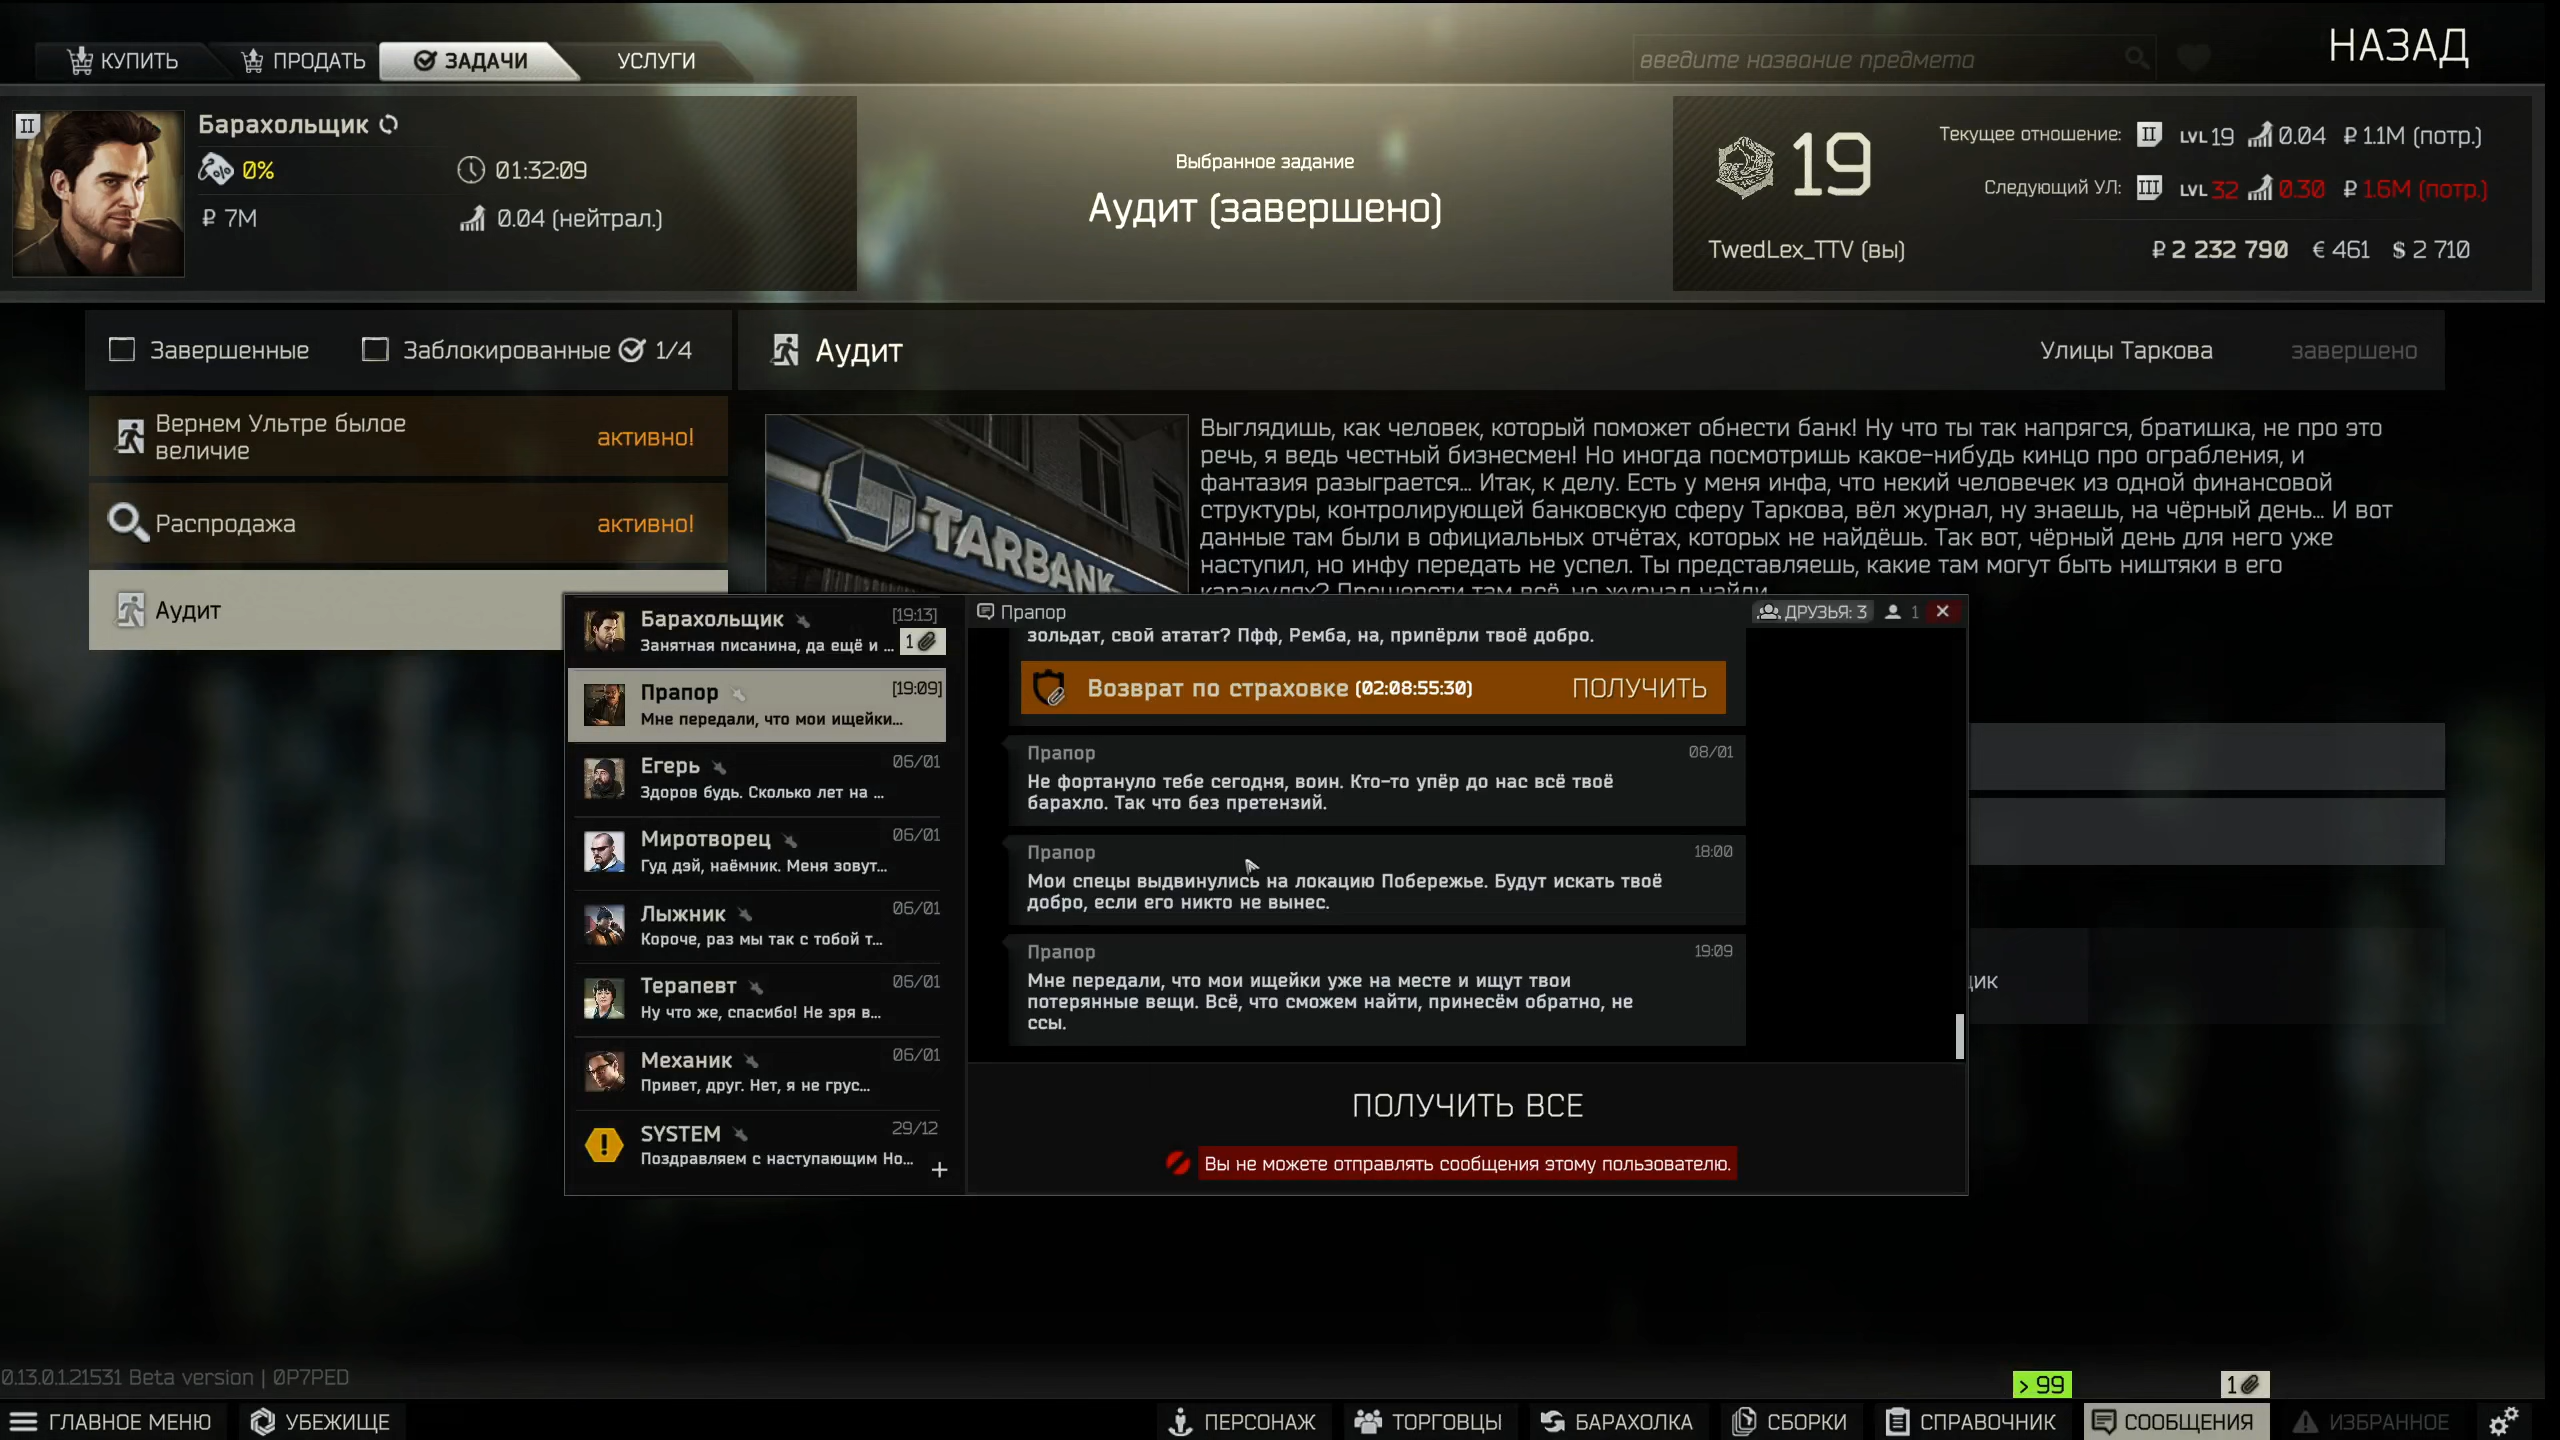 КУПИТЬ
ПРОДАТЬ
ЗАДАЧИ
УСЛУГИ
введите название предмета
НАЗАД
II
Барахольщик
0%
01:32:09
₽ 7М
0.04 (нейтрал.)
Выбранное задание
Аудит (завершено)
19
TwedLex_TTV (вы)
Текущее отношение: II LVL 19 0.04 ₽ 1.1М (потр.)
Следующий УЛ: III LVL 32 0.30 ₽ 1.6М (потр.)
₽ 2 232 790 € 461 $ 2 710
Завершенные
Заблокированные 1/4
Аудит
Улицы Таркова
завершено
Вернем Ультре былое
величие
активно!
Распродажа
активно!
Аудит
TARBANK
Выглядишь, как человек, который поможет обнести банк! Ну что ты так напрягся, братишка, не про это
речь, я ведь честный бизнесмен! Но иногда посмотришь какое-нибудь кинцо про ограбления, и
фантазия разыграется... Итак, к делу. Есть у меня инфа, что некий человечек из одной финансовой
структуры, контролирующей банковскую сферу Таркова, вёл журнал, ну знаешь, на чёрный день... И вот
данные там были в официальных отчётах, которых не найдёшь. Так вот, чёрный день для него уже
наступил, но инфу передать не успел. Ты представляешь, какие там могут быть ништяки в его
каракулях? Прошерсти там всё, но журнал найди.
Барахольщик [19:13]
Занятная писанина, да ещё и ... 1
Прапор [19:09]
Мне передали, что мои ищейки...
Егерь 06/01
Здоров будь. Сколько лет на ...
Миротворец 06/01
Гуд дэй, наёмник. Меня зовут...
Лыжник 06/01
Короче, раз мы так с тобой т...
Терапевт 06/01
Ну что же, спасибо! Не зря в...
Механик 06/01
Привет, друг. Нет, я не грус...
SYSTEM 29/12
Поздравляем с наступающим Но...
+
Прапор
ДРУЗЬЯ: 3
1
зольдат, свой ататат? Пфф, Ремба, на, припёрли твоё добро.
Возврат по страховке (02:08:55:30)
ПОЛУЧИТЬ
Прапор 08/01
Не фортануло тебе сегодня, воин. Кто-то упёр до нас всё твоё
барахло. Так что без претензий.
Прапор 18:00
Мои спецы выдвинулись на локацию Побережье. Будут искать твоё
добро, если его никто не вынес.
Прапор 19:09
Мне передали, что мои ищейки уже на месте и ищут твои
потерянные вещи. Всё, что сможем найти, принесём обратно, не
ссы.
ПОЛУЧИТЬ ВСЕ
Вы не можете отправлять сообщения этому пользователю.
щик
0.13.0.1.21531 Beta version | 0P7PED
> 99
1
ГЛАВНОЕ МЕНЮ
УБЕЖИЩЕ
ПЕРСОНАЖ
ТОРГОВЦЫ
БАРАХОЛКА
СБОРКИ
СПРАВОЧНИК
СООБЩЕНИЯ
ИЗБРАННОЕ